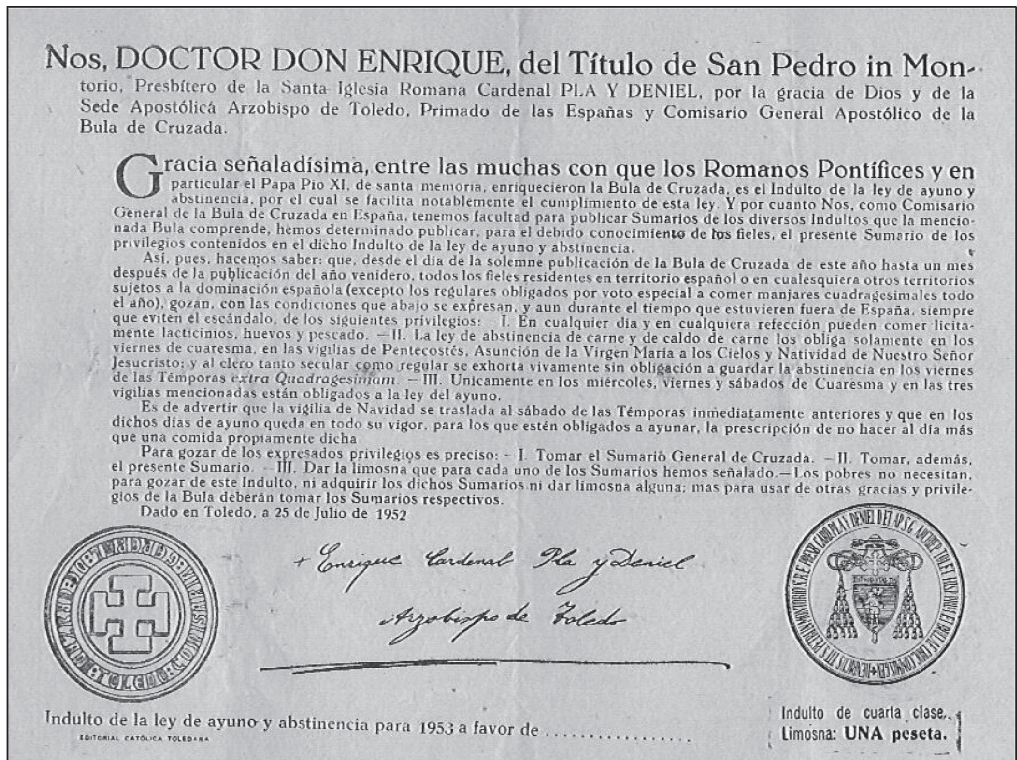 Nos, DOCTOR DON ENRIQUE, del Título de San Pedro in Mon-
torio, Presbítero de la Santa Iglesia Romana Cardenal PLA Y DENIEL, por la gracia de Dios y de la
Sede Apostólica Arzobispo de Toledo, Primado de las Españas y Comisario General Apostólico de la
Bula de Cruzada.
Gracia señaladísima, entre las muchas con que los Romanos Pontífices y en
particular el Papa Pio XI, de santa memoria, enriquecieron la Bula de Cruzada, es el Indulto de la ley de ayuno y
abstinencia, por el cual se facilita notablemente el cumplimiento de esta ley. Y por cuanto Nos, como Comisario
General de la Bula de Cruzada en España, tenemos facultad para publicar Sumarios de los diversos Indultos que la mencio-
nada Bula comprende, hemos determinado publicar, para el debido conocimiento de los fieles, el presente Sumario de los
privilegios contenidos en el dicho Indulto de la ley de ayuno y abstinencia.
Así, pues, hacemos saber: que, desde el día de la solemne publicación de la Bula de Cruzada de este año hasta un mes
después de la publicación del año venidero, todos los fieles residentes en territorio español o en cualesquiera otros territorios
sujetos a la dominación española (excepto los regulares obligados por voto especial a comer manjares cuadragesimales todo
el año), gozan, con las condiciones que abajo se expresan, y aun durante el tiempo que estuvieren fuera de España, siempre
que eviten el escándalo, de los siguientes privilegios: - I. En cualquier día y en cualquiera refección pueden comer lícita-
mente lacticinios, huevos y pescado. —II. La ley de abstinencia de carne y de caldo de carne los obliga solamente en los
viernes de cuaresma, en las vigilias de Pentecostés, Asunción de la Virgen María a los Cielos y Natividad de Nuestro Señor
Jesucristo; y al clero tanto secular como regular se exhorta vivamente sin obligación a guardar la abstinencia en los viernes
de las Témporas extra Quadragesimam. —III. Unicamente en los miércoles, viernes y sábados de Cuaresma y en las tres
vigilias mencionadas están obligados a la ley del ayuno.
Es de advertir que la vigilia de Navidad se traslada al sábado de las Témporas inmediatamente anteriores y que en los
dichos días de ayuno queda en todo su vigor, para los que estén obligados a ayunar, la prescripción de no hacer al día más
que una comida propiamente dicha.
Para gozar de los expresados privilegios es preciso: - I. Tomar el Sumario General de Cruzada. —II. Tomar, además,
el presente Sumario. —III. Dar la limosna que para cada uno de los Sumarios hemos señalado.—Los pobres no necesitan,
para gozar de este Indulto, ni adquirir los dichos Sumarios ni dar limosna alguna; mas para usar de otras gracias y privile-
gios de la Bula deberán tomar los Sumarios respectivos.
Dado en Toledo, a 25 de Julio de 1952
+ Enrique Cardenal Pla y Deniel
Arzobispo de Toledo
Indulto de la ley de ayuno y abstinencia para 1953 a favor de ................
EDITORIAL CATÓLICA TOLEDANA
Indulto de cuarta clase.
Limosna: UNA peseta.